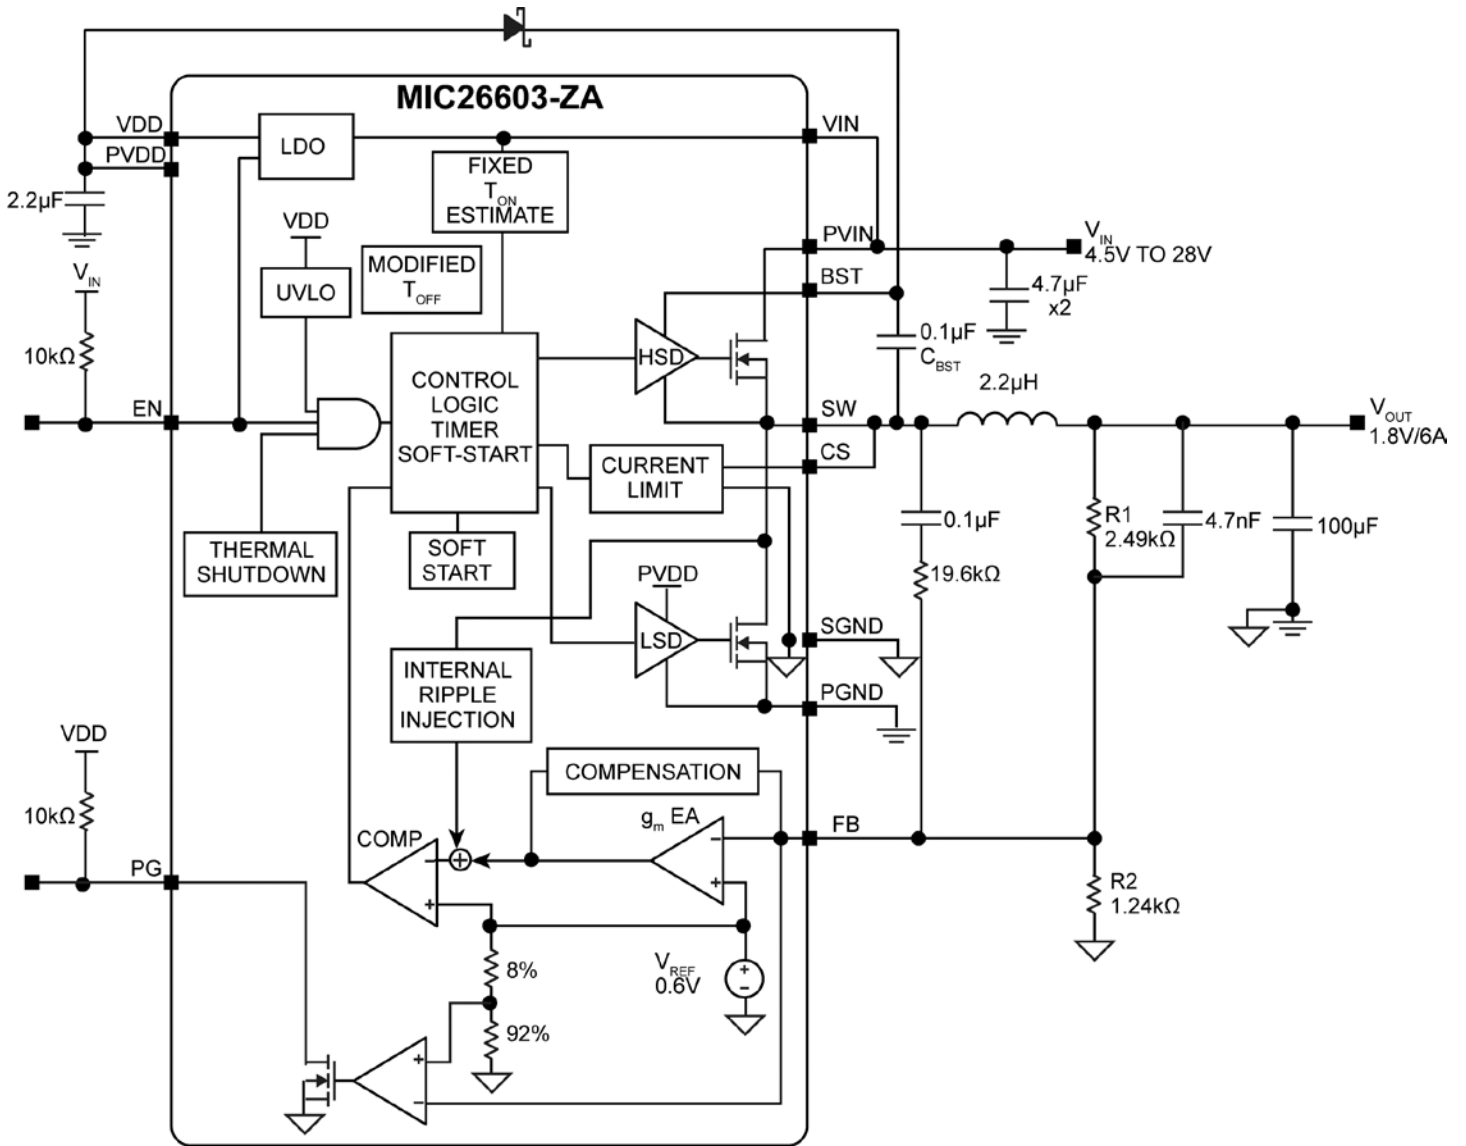 MIC26603-ZA
VDD
PVDD
2.2µF
LDO
VIN
FIXED
TON
ESTIMATE
VDD
UVLO
MODIFIED
TOFF
PVIN
VIN
4.5V TO 28V
BST
4.7µF
x2
VIN
10kΩ
HSD
0.1µF
CBST
2.2µH
EN
CONTROL
LOGIC
TIMER
SOFT-START
SW
VOUT
1.8V/6A
CS
CURRENT
LIMIT
0.1µF
R1
2.49kΩ
4.7nF
100µF
THERMAL
SHUTDOWN
SOFT
START
19.6kΩ
PVDD
LSD
SGND
INTERNAL
RIPPLE
INJECTION
PGND
VDD
10kΩ
COMPENSATION
gm EA
FB
COMP
−
+
−
+
+
PG
R2
1.24kΩ
8%
VREF
0.6V
+
−
92%
+
−